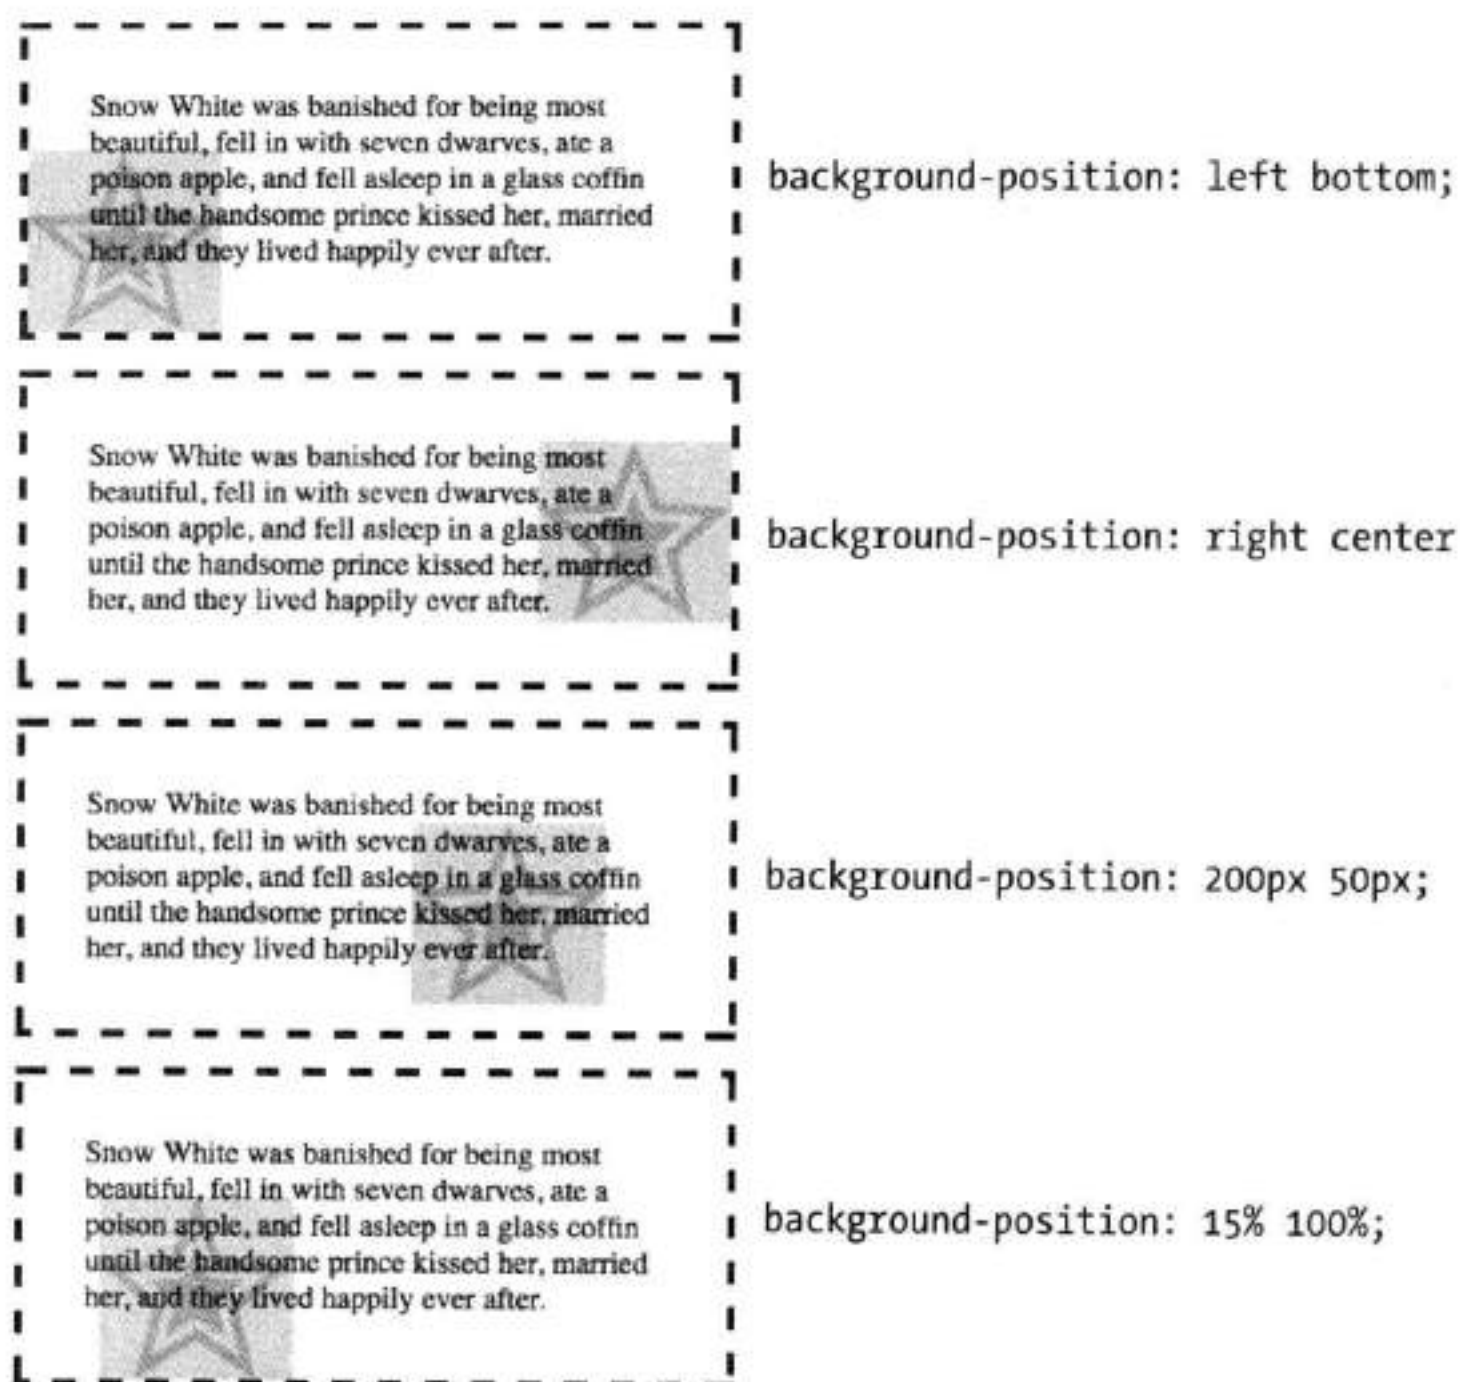 Snow White was banished for being most
beautiful, fell in with seven dwarves, ate a
poison apple, and fell asleep in a glass coffin
until the handsome prince kissed her, married
her, and they lived happily ever after.
background-position: left bottom;
Snow White was banished for being most
beautiful, fell in with seven dwarves, ate a
poison apple, and fell asleep in a glass coffin
until the handsome prince kissed her, married
her, and they lived happily ever after.
background-position: right center
Snow White was banished for being most
beautiful, fell in with seven dwarves, ate a
poison apple, and fell asleep in a glass coffin
until the handsome prince kissed her, married
her, and they lived happily ever after.
background-position: 200px 50px;
Snow White was banished for being most
beautiful, fell in with seven dwarves, ate a
poison apple, and fell asleep in a glass coffin
until the handsome prince kissed her, married
her, and they lived happily ever after.
background-position: 15% 100%;